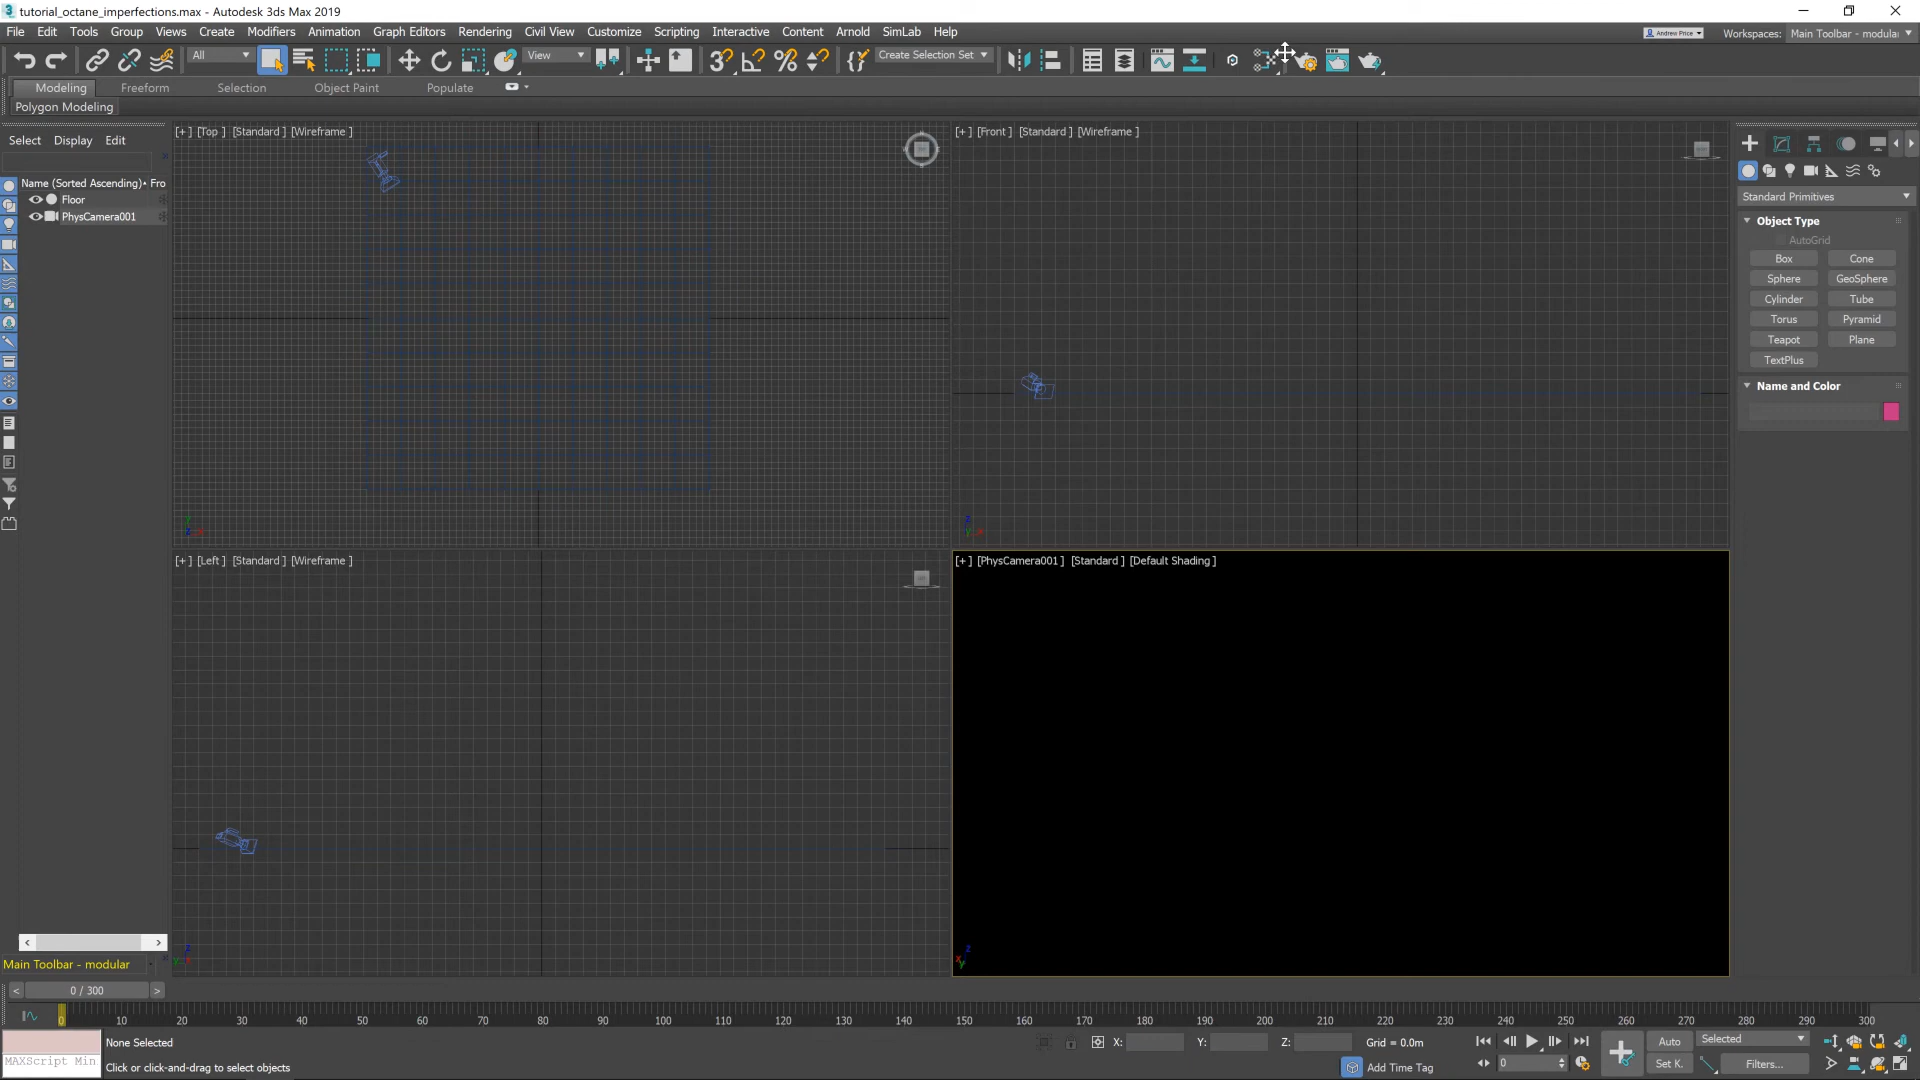 tutorial_octane_imperfections.max - Autodesk 3ds Max 2019
File Edit Tools Group Views Create Modifiers Animation Graph Editors Rendering Civil View Customize Scripting Interactive Content Arnold SimLab Help
Andrew Price
Workspaces: Main Toolbar - modular
All
View
Create Selection Set
Modeling Freeform Selection Object Paint Populate
Polygon Modeling
Select Display Edit
Name (Sorted Ascending) Fro
Floor
PhysCamera001
[+] [Top ] [Standard ] [Wireframe ]
[+] [Front ] [Standard ] [Wireframe ]
[+] [Left ] [Standard ] [Wireframe ]
[+] [PhysCamera001 ] [Standard ] [Default Shading ]
Standard Primitives
Object Type
AutoGrid
Box Cone
Sphere GeoSphere
Cylinder Tube
Torus Pyramid
Teapot Plane
TextPlus
Name and Color
Main Toolbar - modular
< 0 / 300 >
0 10 20 30 40 50 60 70 80 90 100 110 120 130 140 150 160 170 180 190 200 210 220 230 240 250 260 270 280 290 300
None Selected
X: Y: Z: Grid = 0.0m
Auto
Selected
MAXScript Min
Click or click-and-drag to select objects
Add Time Tag
0
Set K.
Filters...